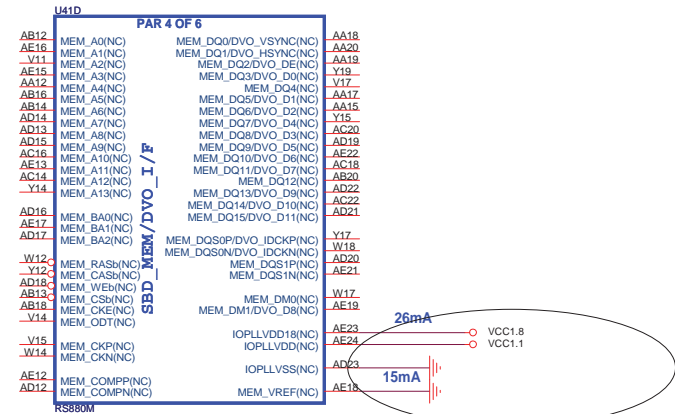 U41D
PAR 4 OF 6
AB12 MEM_A0(NC) MEM_DQ0/DVO_VSYNC(NC) AA18
AE16 MEM_A1(NC) MEM_DQ1/DVO_HSYNC(NC) AA20
V11 MEM_A2(NC) MEM_DQ2/DVO_DE(NC) AA19
AE15 MEM_A3(NC) MEM_DQ3/DVO_D0(NC) Y19
AA12 MEM_A4(NC) MEM_DQ4(NC) V17
AB16 MEM_A5(NC) MEM_DQ5/DVO_D1(NC) AA17
AB14 MEM_A6(NC) MEM_DQ6/DVO_D2(NC) AA15
AD14 MEM_A7(NC) MEM_DQ7/DVO_D4(NC) Y15
AD13 MEM_A8(NC) MEM_DQ8/DVO_D3(NC) AC20
AD15 MEM_A9(NC) MEM_DQ9/DVO_D5(NC) AD19
AC16 MEM_A10(NC) MEM_DQ10/DVO_D6(NC) AE22
AE13 MEM_A11(NC) MEM_DQ11/DVO_D7(NC) AC18
AC14 MEM_A12(NC) MEM_DQ12(NC) AB20
Y14 MEM_A13(NC) MEM_DQ13/DVO_D9(NC) AD22
MEM_DQ14/DVO_D10(NC) AC22
AD16 MEM_BA0(NC) MEM_DQ15/DVO_D11(NC) AD21
AE17 MEM_BA1(NC)
AD17 MEM_BA2(NC) MEM_DQS0P/DVO_IDCKP(NC) Y17
MEM_DQS0N/DVO_IDCKN(NC) W18
W12 MEM_RASb(NC) MEM_DQS1P(NC) AD20
Y12 MEM_CASb(NC) MEM_DQS1N(NC) AE21
AD18 MEM_WEb(NC)
AB13 MEM_CSb(NC) MEM_DM0(NC) W17
AB18 MEM_CKE(NC) MEM_DM1/DVO_D8(NC) AE19
V14 MEM_ODT(NC)
SBD_MEM/DVO_I/F
26mA
IOPLLVDD18(NC) AE23 VCC1.8
V15 MEM_CKP(NC) IOPLLVDD(NC) AE24 VCC1.1
W14 MEM_CKN(NC)
IOPLLVSS(NC) AD23
15mA
AE12 MEM_COMPP(NC)
AD12 MEM_COMPN(NC) MEM_VREF(NC) AE18
RS880M